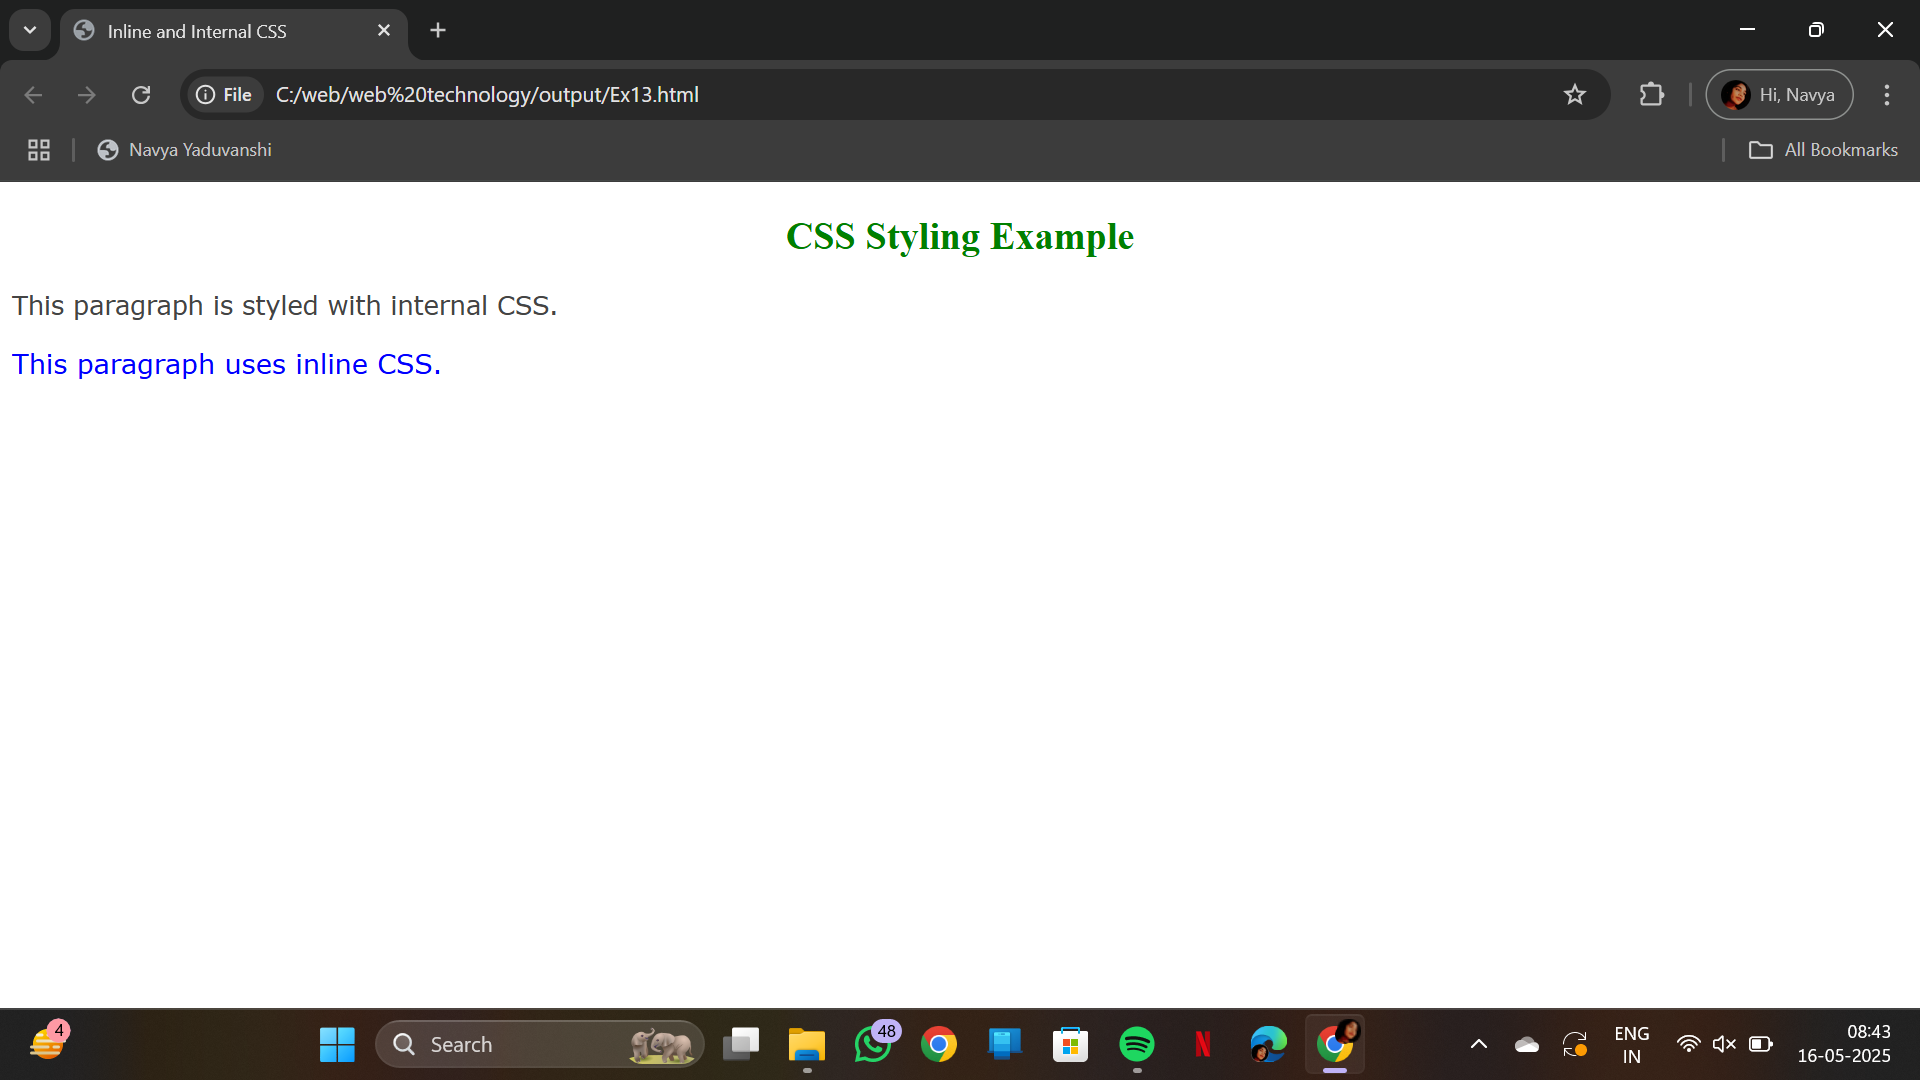 Inline and Internal CSS
File
C:/web/web%20technology/output/Ex13.html
Hi, Navya
Navya Yaduvanshi
All Bookmarks
CSS Styling Example
This paragraph is styled with internal CSS.
This paragraph uses inline CSS.
4
Search
48
N
ENG
IN
08:43
16-05-2025